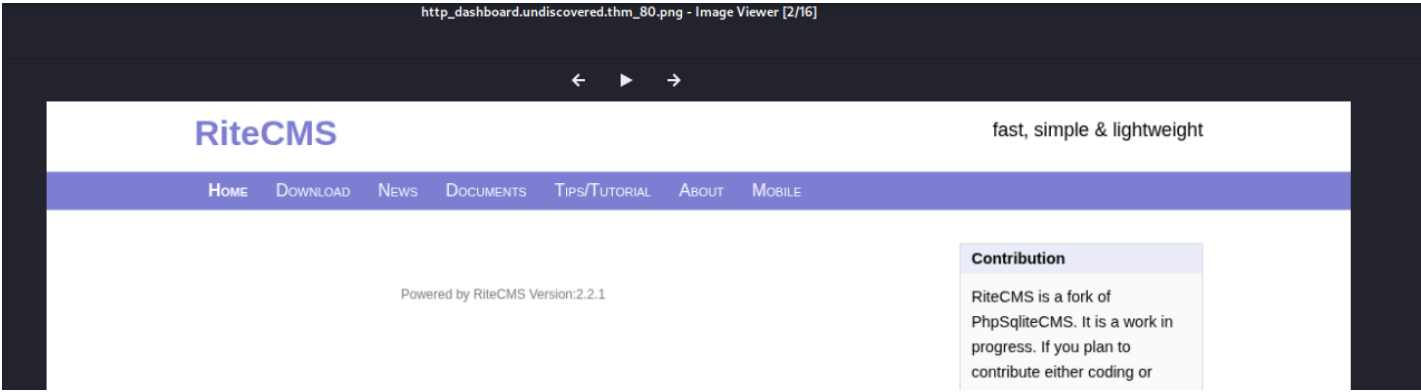 http_dashboard.undiscovered.thm_80.png - Image Viewer [2/16]
RiteCMS
fast, simple & lightweight
Home Download News Documents Tips/Tutorial About Mobile
Powered by RiteCMS Version:2.2.1
Contribution
RiteCMS is a fork of
PhpSqliteCMS. It is a work in
progress. If you plan to
contribute either coding or